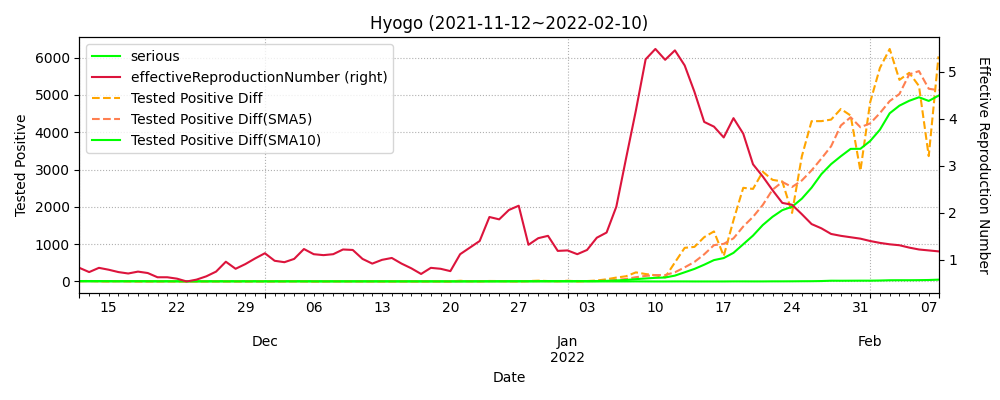 Hyogo (2021-11-12~2022-02-10)
serious
effectiveReproductionNumber (right)
Tested Positive Diff
Tested Positive Diff(SMA5)
Tested Positive Diff(SMA10)
Tested Positive
6000
5000
4000
3000
2000
1000
0
Effective Reproduction Number
5
4
3
2
1
15 22 29 06 13 20 27 03 10 17 24 31 07
Dec Jan Feb
2022
Date